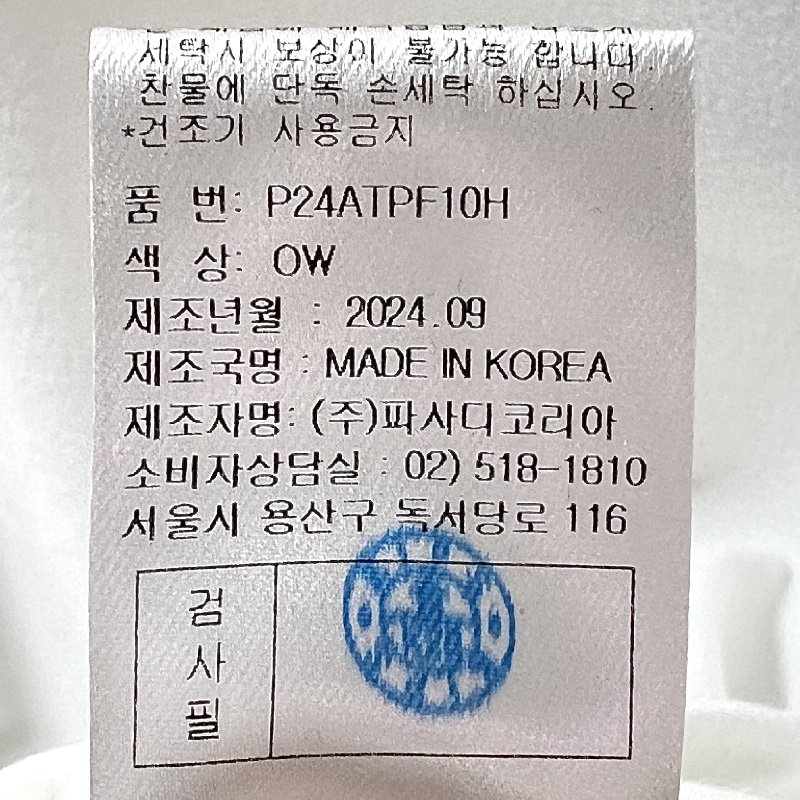 세탁시 보상이 불가능 합니다.
찬물에 단독 손세탁 하십시오.
*건조기 사용금지
품 번: P24ATPF10H
색 상: OW
제조년월 : 2024.09
제조국명 : MADE IN KOREA
제조자명: (주)파사디코리아
소비자상담실 : 02) 518-1810
서울시 용산구 독서당로 116
검
사
필